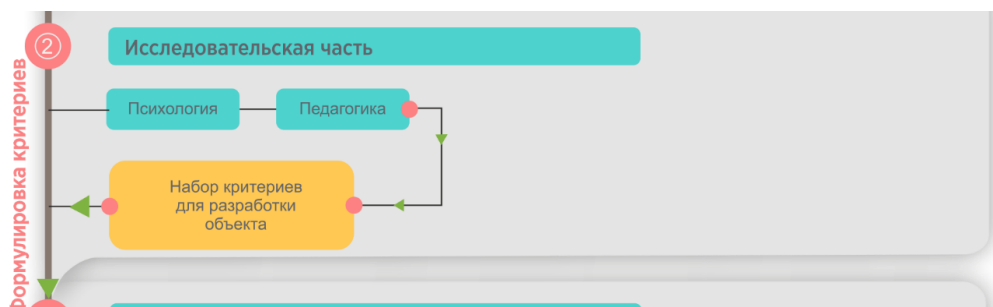 ②
Исследовательская часть
Формулировка критериев
Психология
Педагогика
Набор критериев
для разработки
объекта